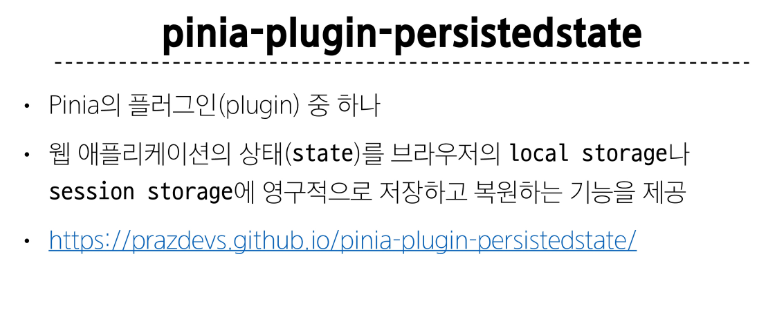 pinia-plugin-persistedstate
• Pinia의 플러그인(plugin) 중 하나
• 웹 애플리케이션의 상태(state)를 브라우저의 local storage나
session storage에 영구적으로 저장하고 복원하는 기능을 제공
• https://prazdevs.github.io/pinia-plugin-persistedstate/